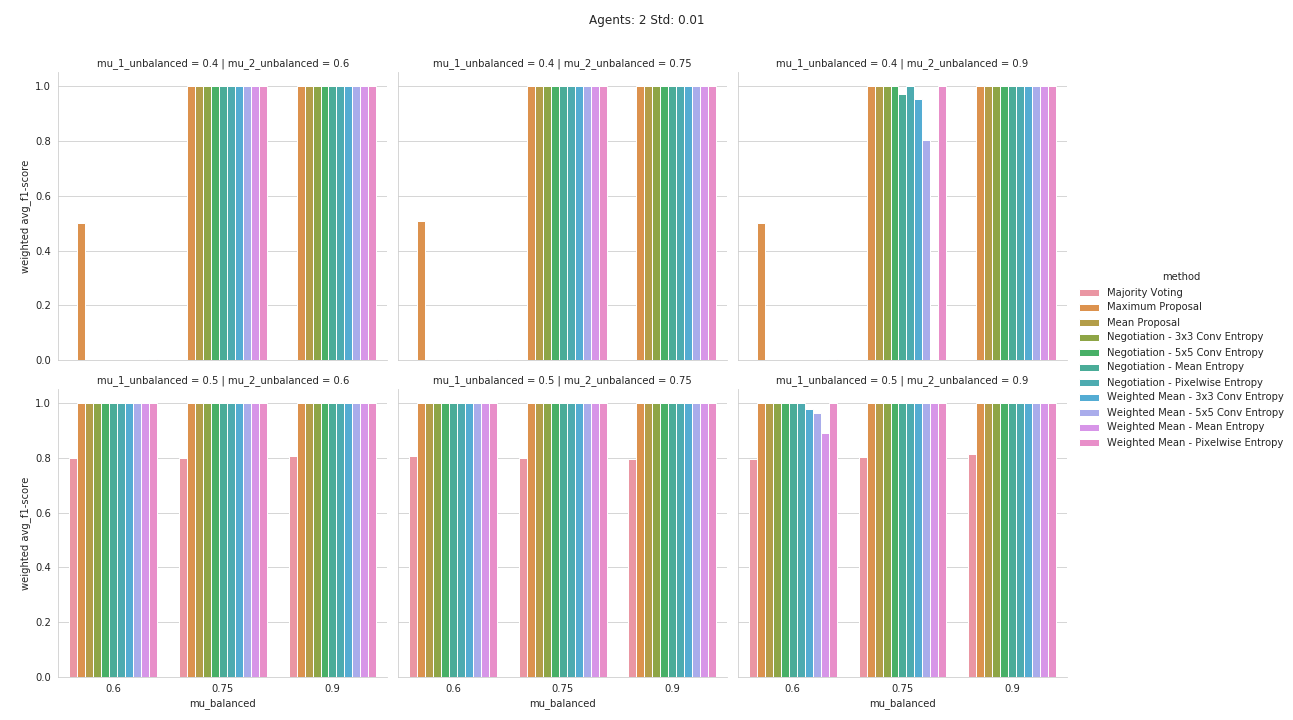 Agents: 2 Std: 0.01
mu_1_unbalanced = 0.4 | mu_2_unbalanced = 0.6
mu_1_unbalanced = 0.4 | mu_2_unbalanced = 0.75
mu_1_unbalanced = 0.4 | mu_2_unbalanced = 0.9
1.0
0.8
0.6
0.4
0.2
0.0
weighted avg_f1-score
mu_1_unbalanced = 0.5 | mu_2_unbalanced = 0.6
mu_1_unbalanced = 0.5 | mu_2_unbalanced = 0.75
mu_1_unbalanced = 0.5 | mu_2_unbalanced = 0.9
1.0
0.8
0.6
0.4
0.2
0.0
weighted avg_f1-score
0.6 0.75 0.9
mu_balanced
0.6 0.75 0.9
mu_balanced
0.6 0.75 0.9
mu_balanced
method
Majority Voting
Maximum Proposal
Mean Proposal
Negotiation - 3x3 Conv Entropy
Negotiation - 5x5 Conv Entropy
Negotiation - Mean Entropy
Negotiation - Pixelwise Entropy
Weighted Mean - 3x3 Conv Entropy
Weighted Mean - 5x5 Conv Entropy
Weighted Mean - Mean Entropy
Weighted Mean - Pixelwise Entropy